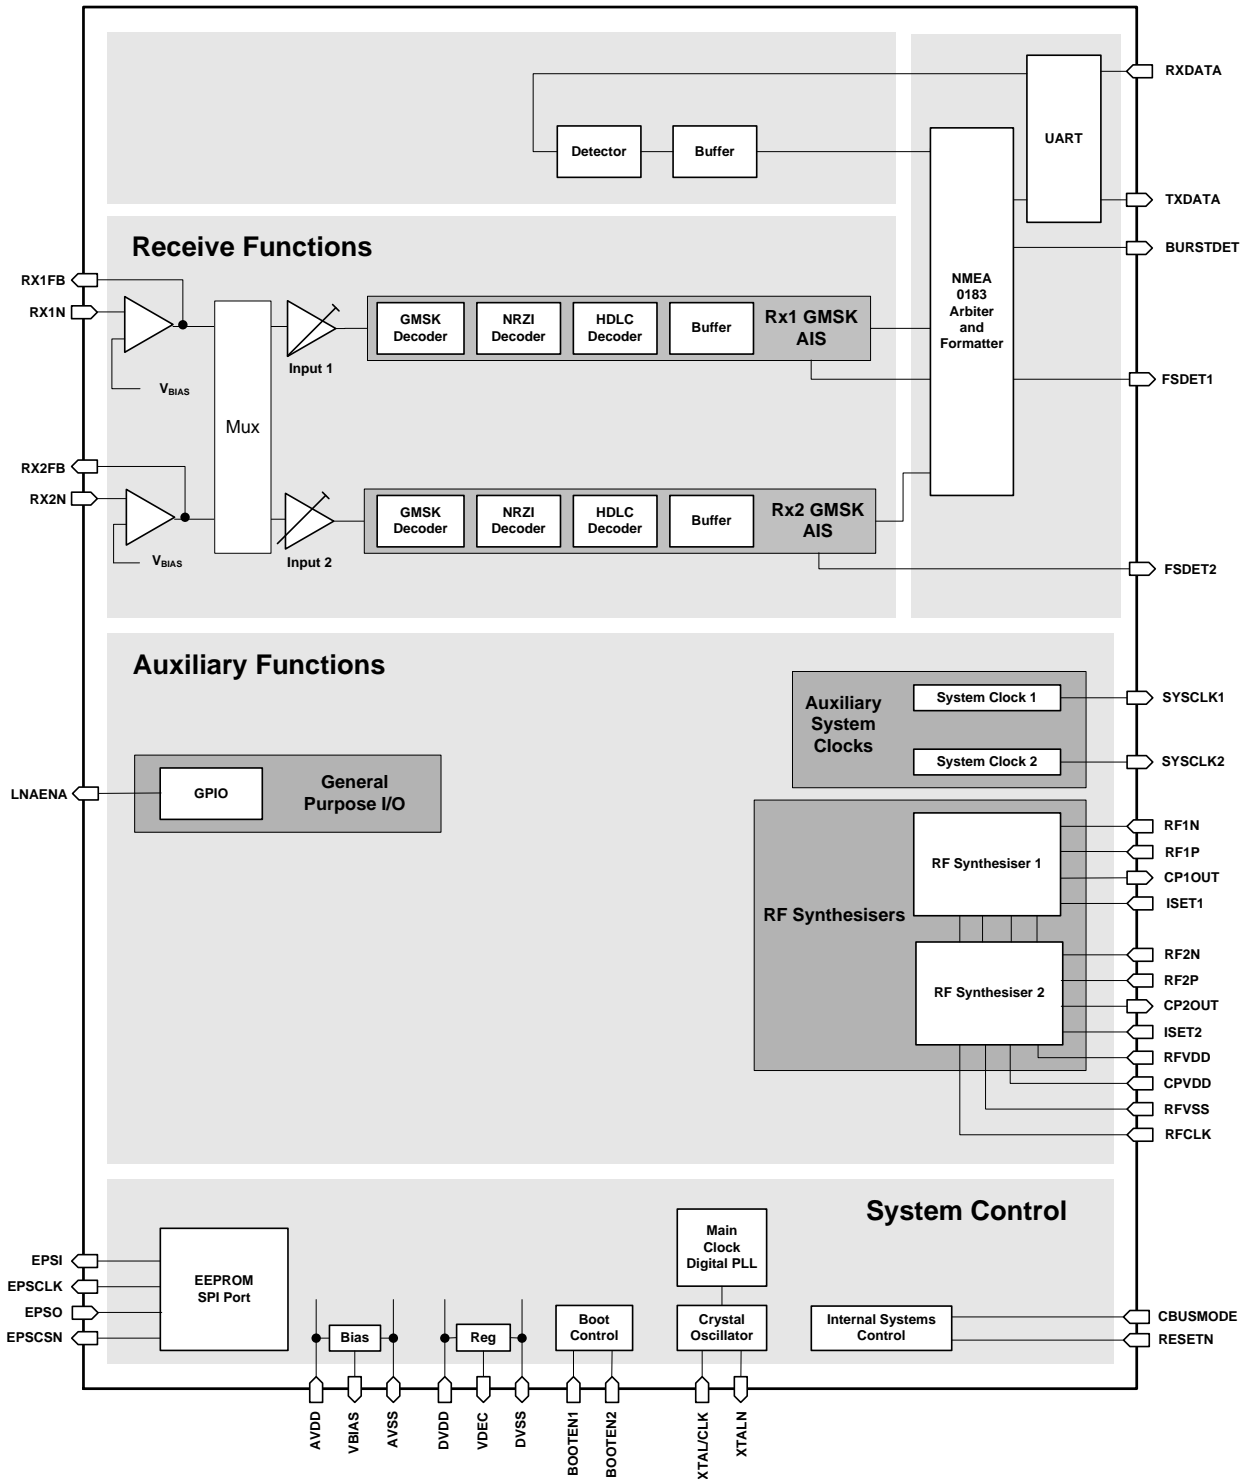 RXDATA
UART
Detector
Buffer
TXDATA
BURSTDET
Receive Functions
RX1FB
RX1N
VBIAS
Input 1
GMSK
Decoder
NRZI
Decoder
HDLC
Decoder
Buffer
Rx1 GMSK
AIS
NMEA
0183
Arbiter
and
Formatter
FSDET1
Mux
RX2FB
RX2N
VBIAS
Input 2
GMSK
Decoder
NRZI
Decoder
HDLC
Decoder
Buffer
Rx2 GMSK
AIS
FSDET2
Auxiliary Functions
Auxiliary
System
Clocks
System Clock 1
SYSCLK1
System Clock 2
SYSCLK2
LNAENA
GPIO
General
Purpose I/O
RF Synthesisers
RF Synthesiser 1
RF1N
RF1P
CP1OUT
ISET1
RF Synthesiser 2
RF2N
RF2P
CP2OUT
ISET2
RFVDD
CPVDD
RFVSS
RFCLK
System Control
EPSI
EPSCLK
EPSO
EPSCSN
EEPROM
SPI Port
Bias
Reg
Boot
Control
Main
Clock
Digital PLL
Crystal
Oscillator
Internal Systems
Control
CBUSMODE
RESETN
AVDD
VBIAS
AVSS
DVDD
VDEC
DVSS
BOOTEN1
BOOTEN2
XTAL/CLK
XTALN